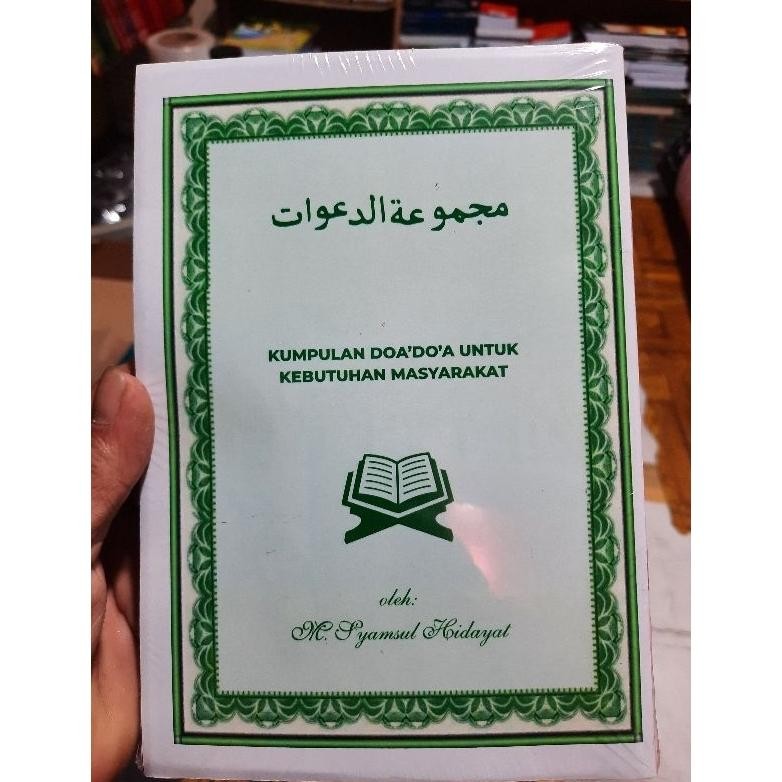 مجموعة الدعوات
KUMPULAN DOA'DO'A UNTUK
KEBUTUHAN MASYARAKAT
oleh:
M. Syamsul Hidayat